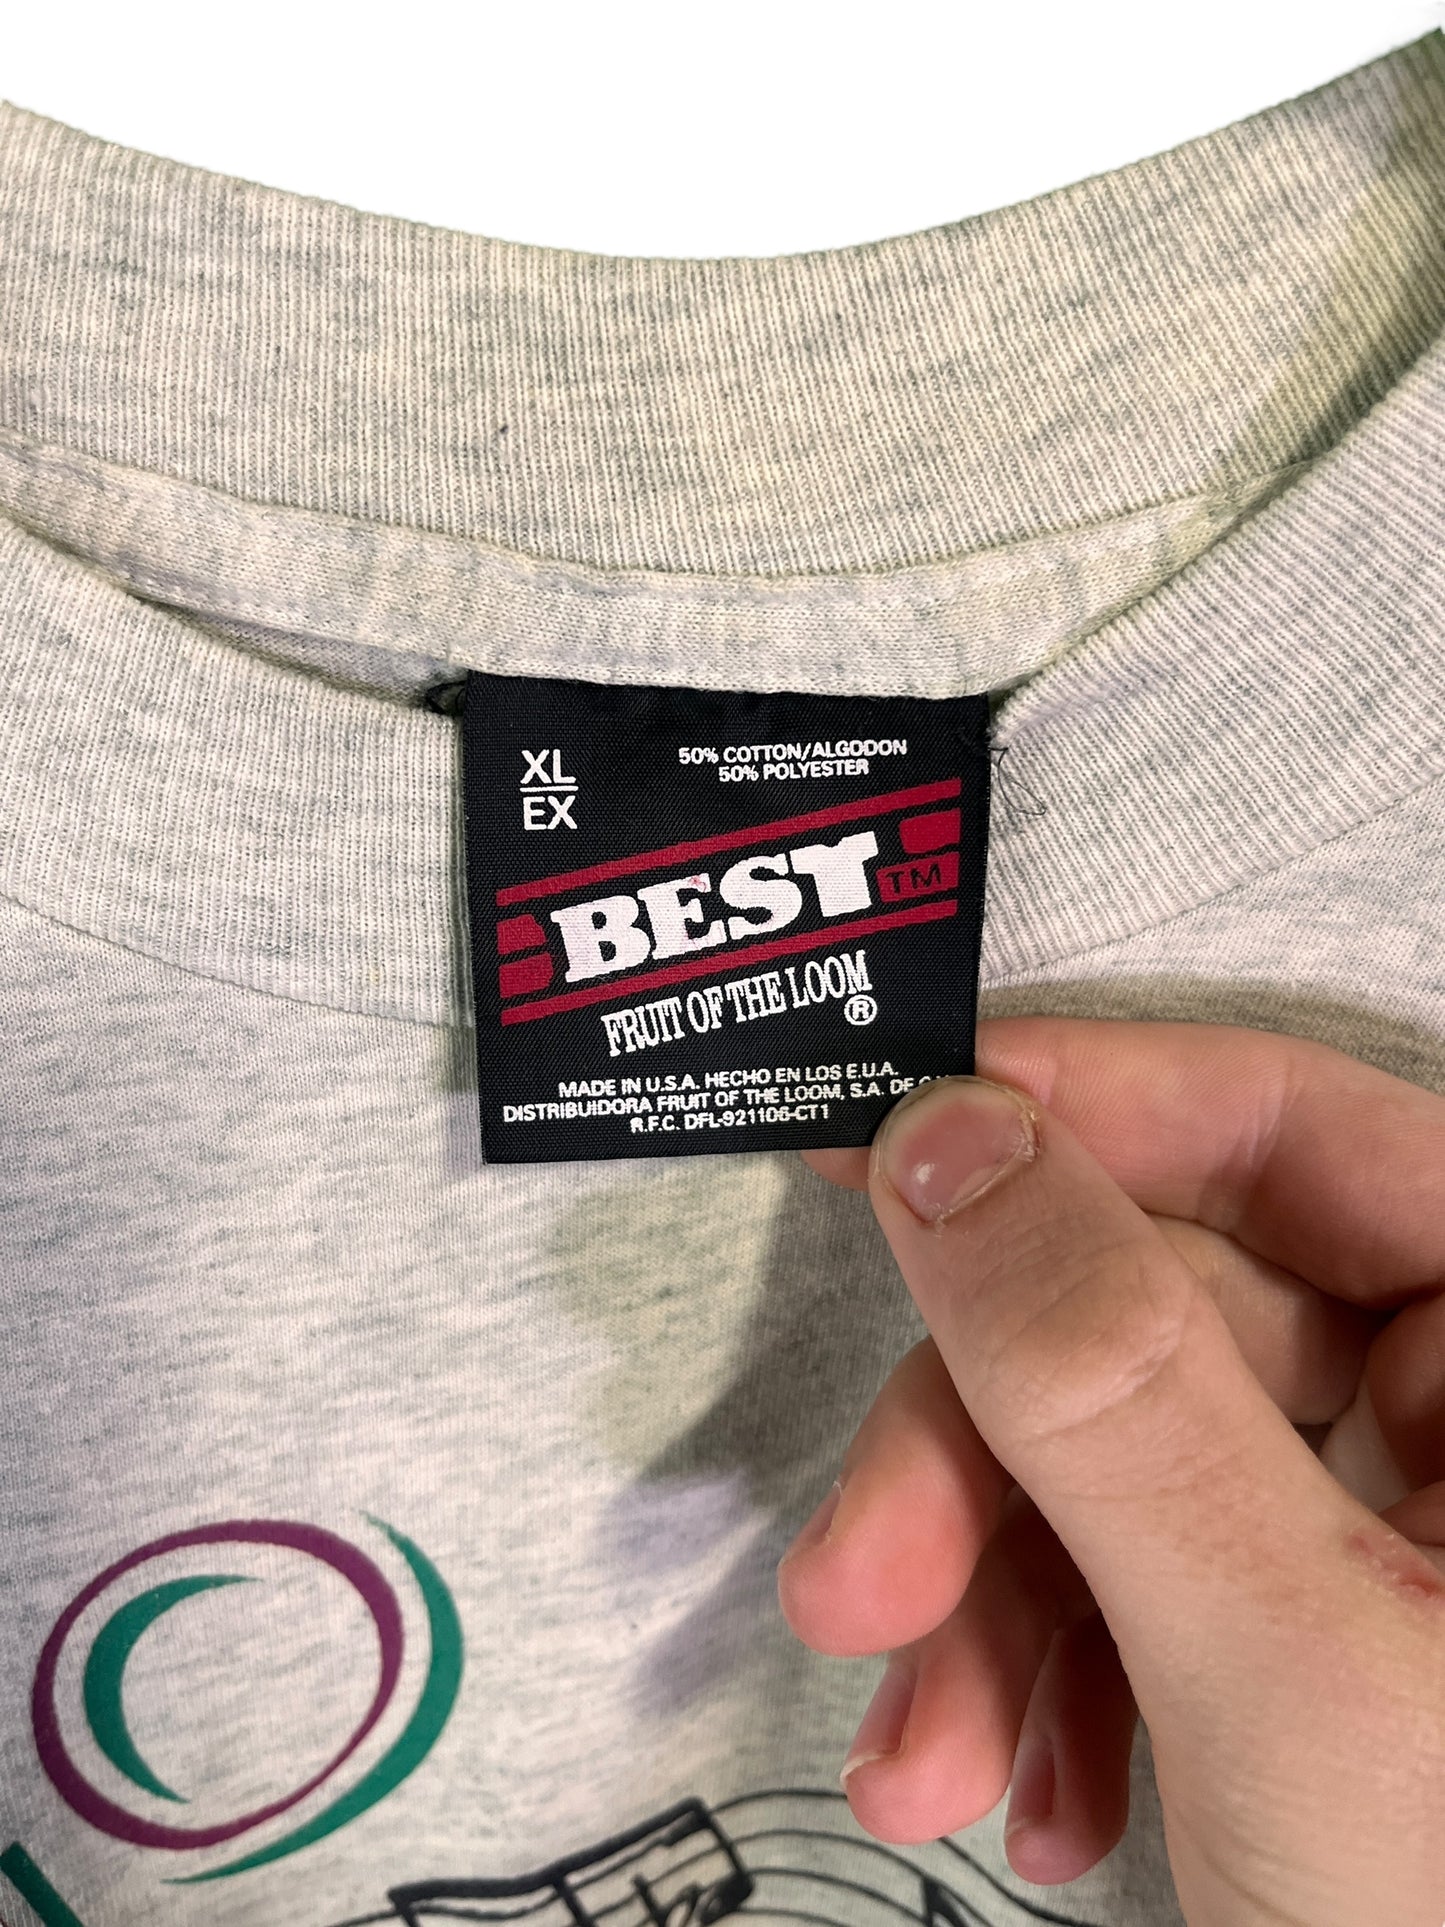 XL
EX
50% COTTON/ALGODON
50% POLYESTER
BEST TM
FRUIT OF THE LOOM
®
MADE IN U.S.A. HECHO EN LOS E.U.A.
DISTRIBUIDORA FRUIT OF THE LOOM, S.A. DE
R.F.C. DFL-921106-CT1